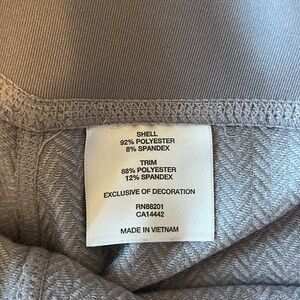 SHELL
92% POLYESTER
8% SPANDEX
TRIM
88% POLYESTER
12% SPANDEX
EXCLUSIVE OF DECORATION
RN88201
CA14442
MADE IN VIETNAM